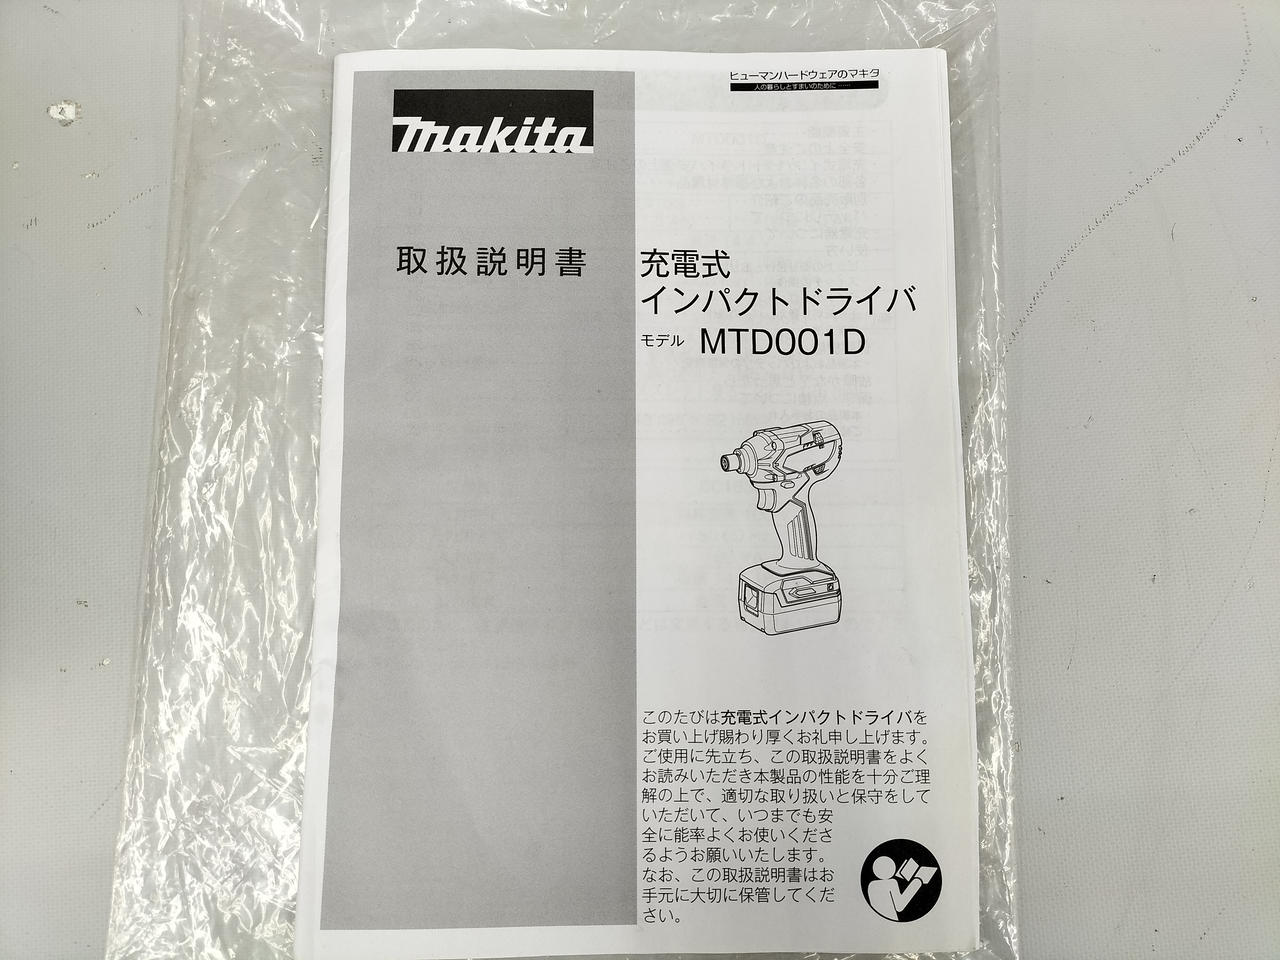 ヒューマンハードウェアのマキタ
人の暮らしとすまいのために……
makita
取扱説明書
充電式
インパクトドライバ
モデル MTD001D
このたびは充電式インパクトドライバを
お買い上げ賜わり厚くお礼申し上げます。
ご使用に先立ち、この取扱説明書をよく
お読みいただき本製品の性能を十分ご理
解の上で、適切な取り扱いと保守をして
いただいて、いつまでも安
全に能率よくお使いくださ
るようお願いいたします。
なお、この取扱説明書はお
手元に大切に保管してくだ
さい。